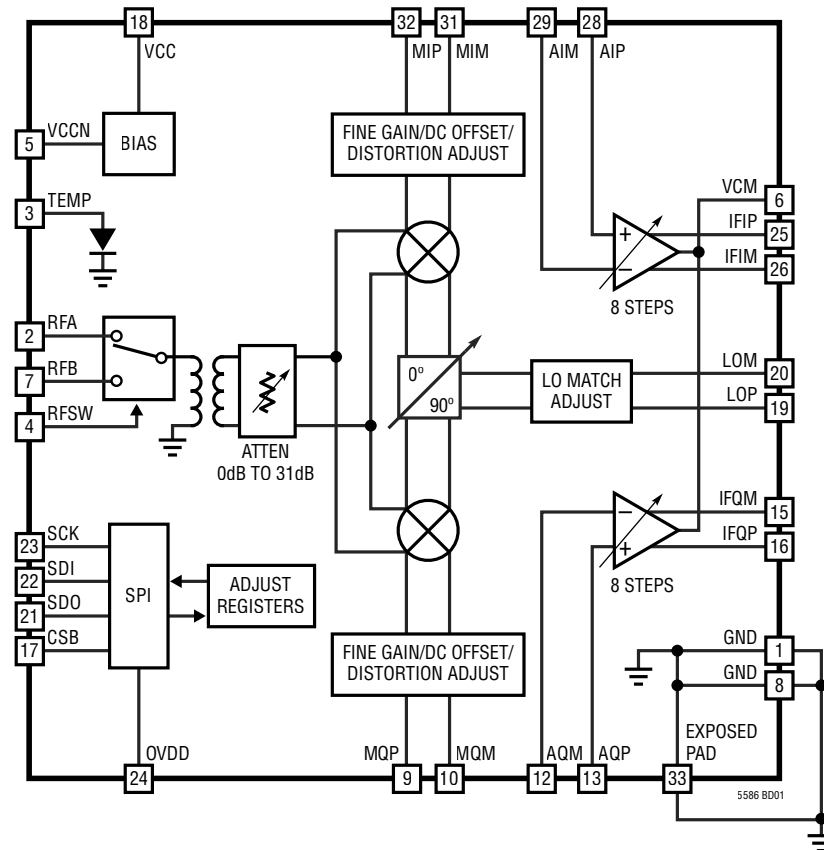 18 32 31 29 28
VCC MIP MIM AIM AIP
5 VCCN
BIAS
FINE GAIN/DC OFFSET/
DISTORTION ADJUST
3 TEMP
VCM 6
IFIP 25
IFIM 26
+
−
8 STEPS
2 RFA
7 RFB
4 RFSW
ATTEN
0dB TO 31dB
0º
90º
LO MATCH
ADJUST
LOM 20
LOP 19
−
+
8 STEPS
IFQM 15
IFQP 16
23 SCK
22 SDI
21 SDO
17 CSB
SPI
ADJUST
REGISTERS
FINE GAIN/DC OFFSET/
DISTORTION ADJUST
GND 1
GND 8
EXPOSED
PAD
OVDD MQP MQM AQM AQP
24 9 10 12 13 33
5586 BD01